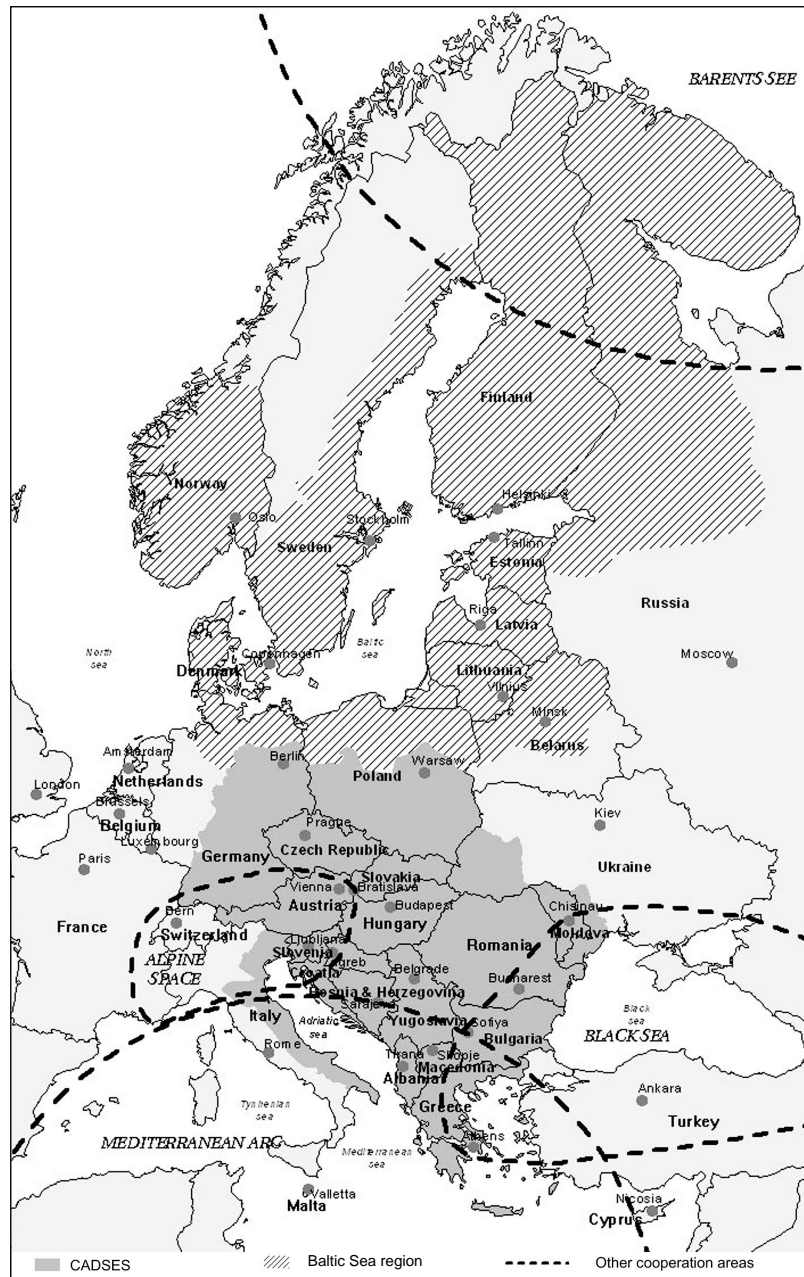 BARENTS SEE
Finland
Norway
Helsinki
Oslo
Stockholm
Tallinn
Sweden
Estonia
Russia
Riga
Latvia
Baltic
sea
North
sea
Copenhagen
Moscow
Denmark
Lithuania
Vilnius
Minsk
Belarus
Amsterdam
Berlin
Warsaw
Poland
Netherlands
London
Brussels
Kiev
Belgium
Prague
Luxembourg
Czech Republic
Germany
Paris
Slovakia
Ukraine
Vienna
Bratislava
Austria
Budapest
Chisinau
Bern
France
Switzerland
Hungary
Moldova
Ljubljana
Romania
Slovenia
ALPINE
SPACE
Zagreb
Croatia
Belgrade
Bucharest
Bosnia & Herzegovina
Sarajevo
Italy
Adriatic
sea
Yugoslavia
Sofiya
Black
sea
Bulgaria
BLACK SEA
Rome
Tirana
Skopje
Macedonia
Albania
Ankara
Tynhenian
sea
Greece
Turkey
MEDITERRANEAN ARG
Athens
Mediterranean
sea
Valletta
Malta
Nicosia
Cyprus
CADSES
Baltic Sea region
Other cooperation areas